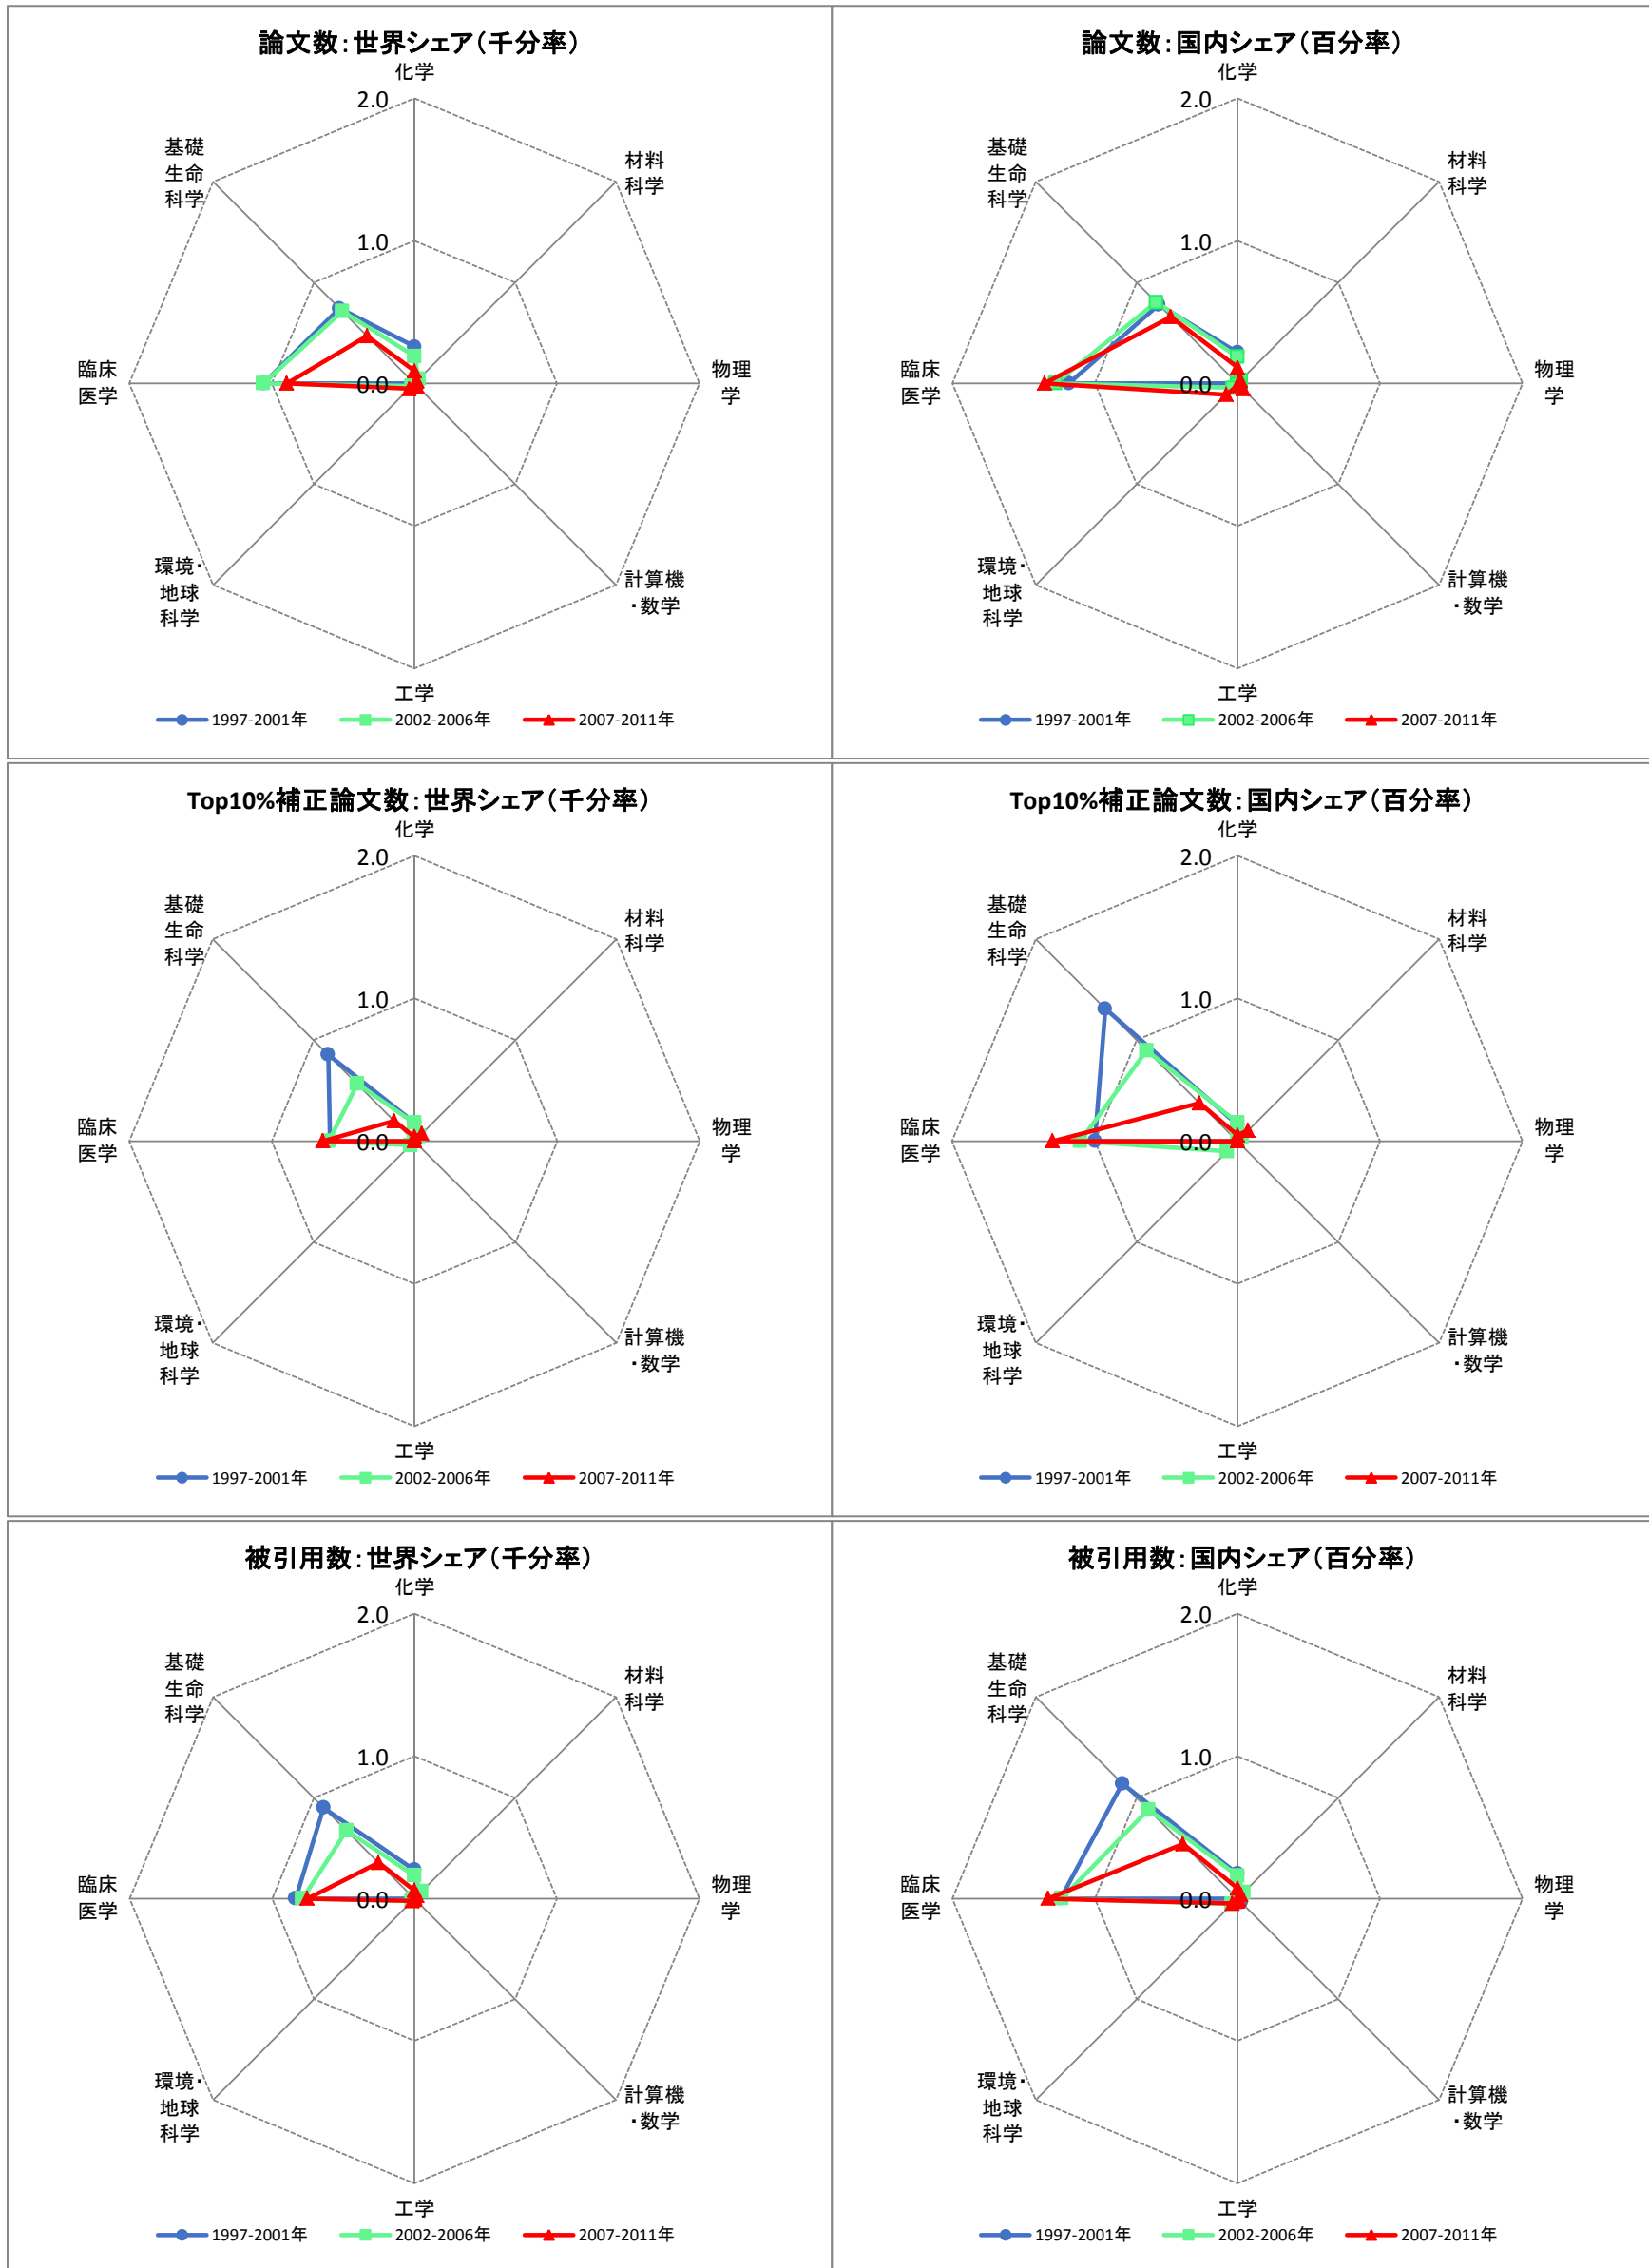 論文数：世界シェア（千分率）
化学
2.0
1.0
0.0
材料
科学
物理
学
計算機
・数学
工学
環境・
地球
科学
臨床
医学
基礎
生命
科学
1997-2001年 2002-2006年 2007-2011年
論文数：国内シェア（百分率）
化学
2.0
1.0
0.0
材料
科学
物理
学
計算機
・数学
工学
環境・
地球
科学
臨床
医学
基礎
生命
科学
1997-2001年 2002-2006年 2007-2011年
Top10%補正論文数：世界シェア（千分率）
化学
2.0
1.0
0.0
材料
科学
物理
学
計算機
・数学
工学
環境・
地球
科学
臨床
医学
基礎
生命
科学
1997-2001年 2002-2006年 2007-2011年
Top10%補正論文数：国内シェア（百分率）
化学
2.0
1.0
0.0
材料
科学
物理
学
計算機
・数学
工学
環境・
地球
科学
臨床
医学
基礎
生命
科学
1997-2001年 2002-2006年 2007-2011年
被引用数：世界シェア（千分率）
化学
2.0
1.0
0.0
材料
科学
物理
学
計算機
・数学
工学
環境・
地球
科学
臨床
医学
基礎
生命
科学
1997-2001年 2002-2006年 2007-2011年
被引用数：国内シェア（百分率）
化学
2.0
1.0
0.0
材料
科学
物理
学
計算機
・数学
工学
環境・
地球
科学
臨床
医学
基礎
生命
科学
1997-2001年 2002-2006年 2007-2011年